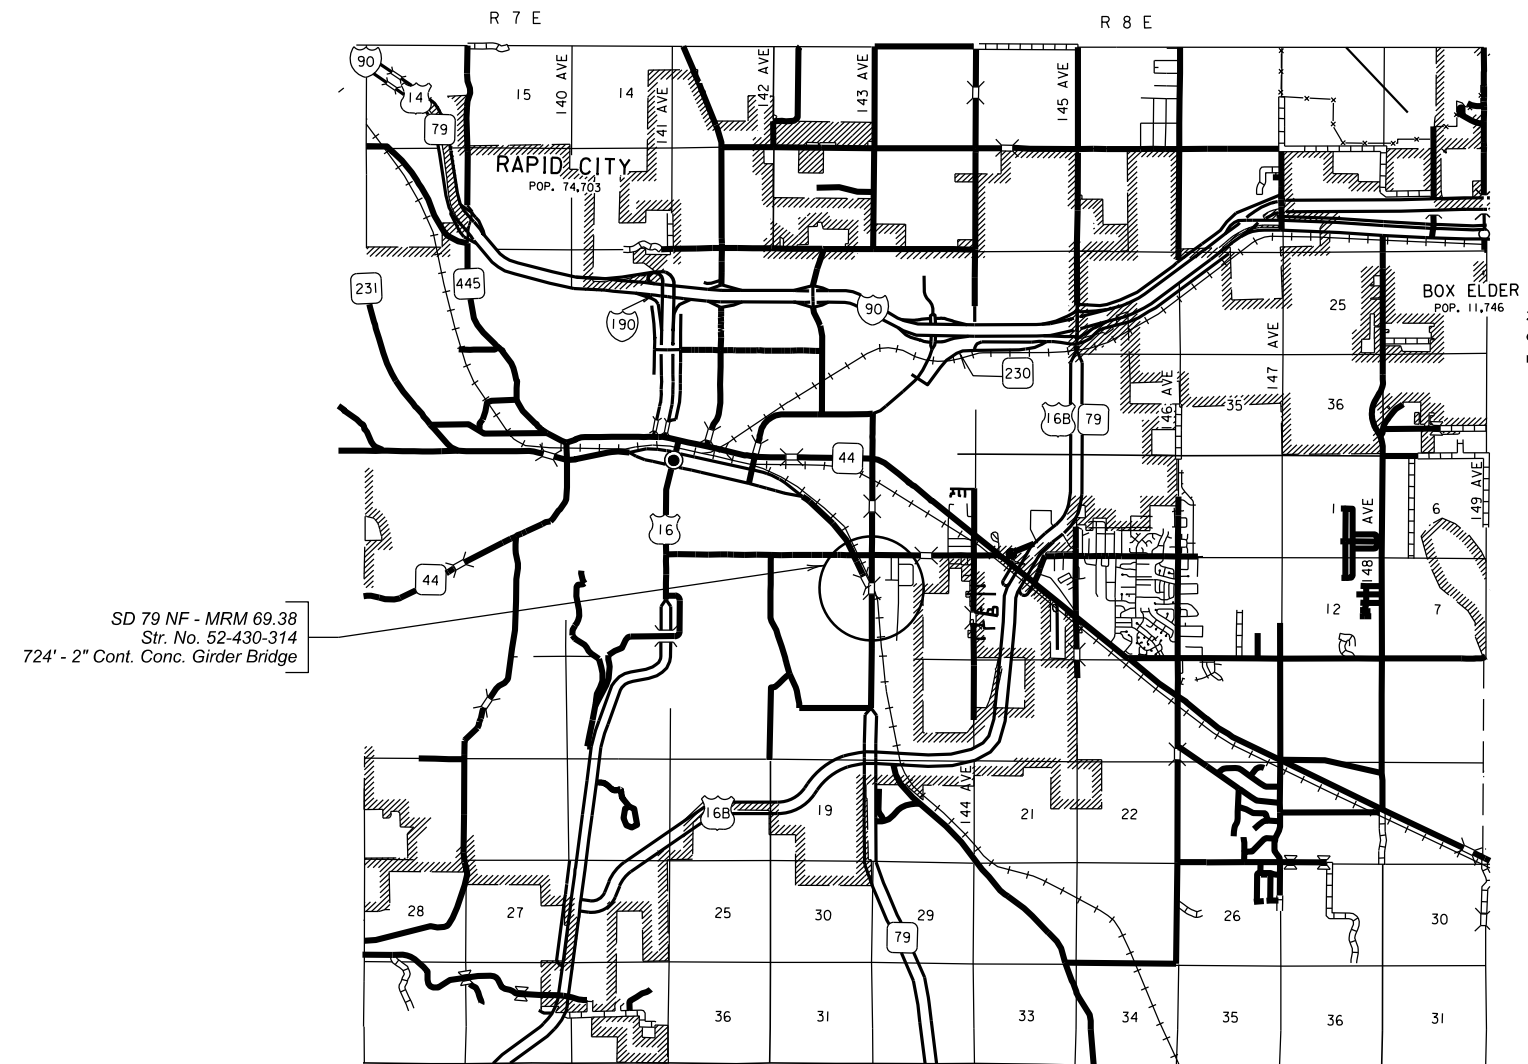 R 7 E
R 8 E
90
14
79
15
140 AVE
14
141 AVE
142 AVE
143 AVE
145 AVE
RAPID CITY
POP. 74,703
231
445
190
90
230
25
BOX ELDER
POP. 11,746
147 AVE
146 AVE
35
36
16B
79
44
149 AVE
16
1
6
148 AVE
44
12
7
SD 79 NF - MRM 69.38
Str. No. 52-430-314
724' - 2" Cont. Conc. Girder Bridge
144 AVE
16B
19
21
22
28
27
25
30
29
26
30
79
36
31
33
34
35
36
31